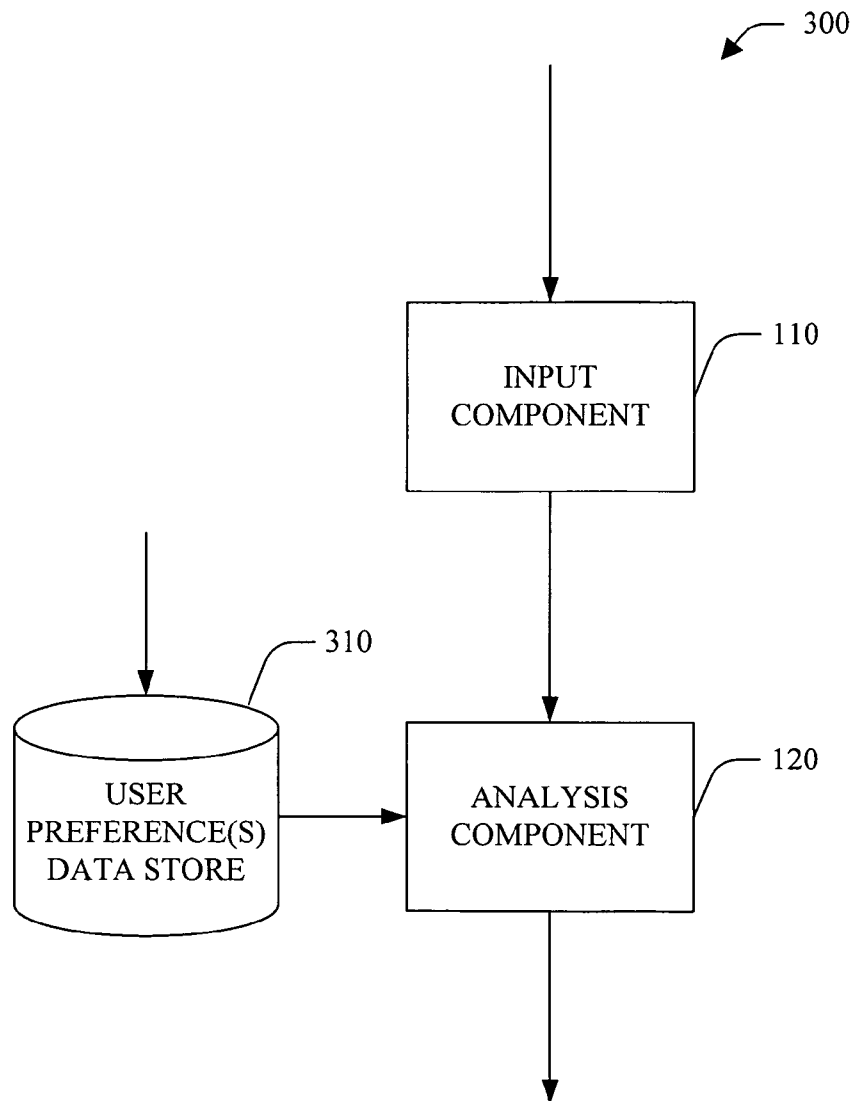 300
INPUT
COMPONENT
110
310
USER
PREFERENCE(S)
DATA STORE
ANALYSIS
COMPONENT
120